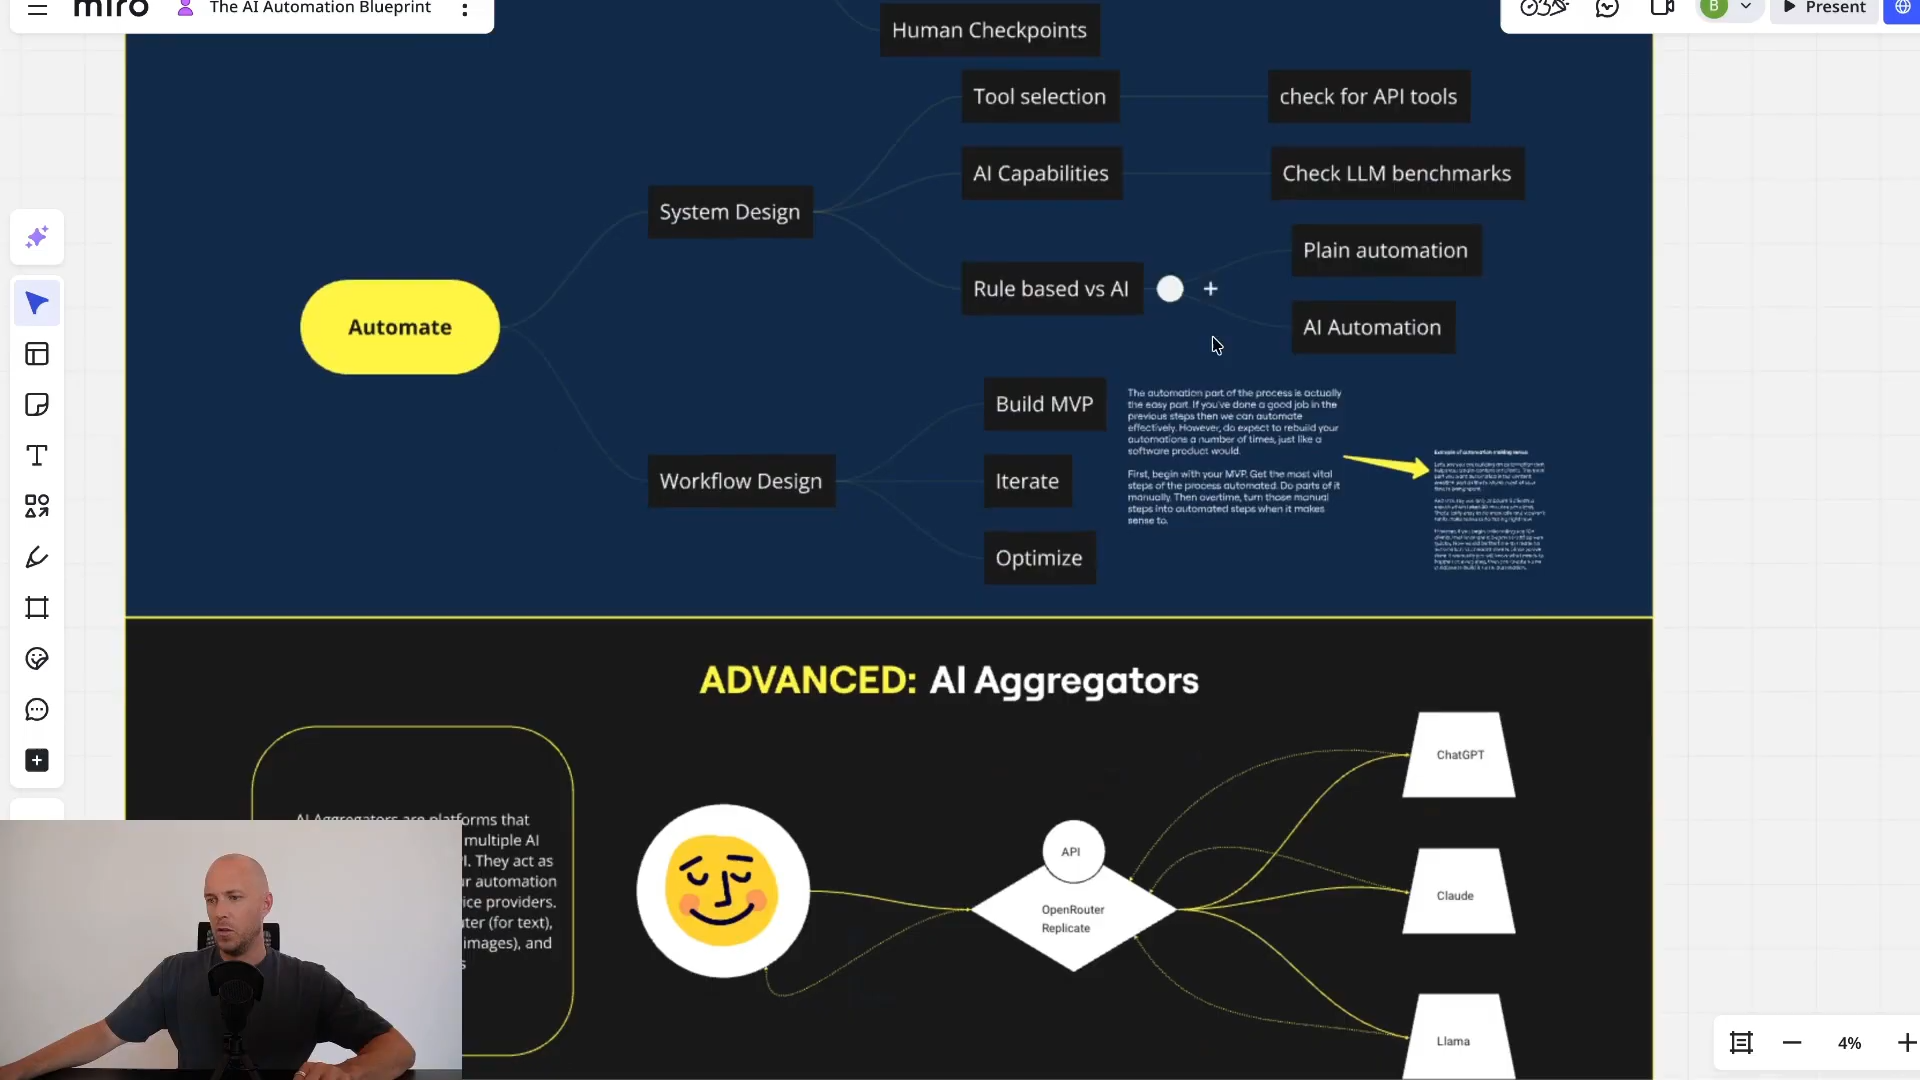 miro
The AI Automation Blueprint
B
Present
Human Checkpoints
Tool selection
check for API tools
AI Capabilities
Check LLM benchmarks
System Design
Plain automation
Rule based vs AI
AI Automation
Automate
Build MVP
Iterate
Workflow Design
Optimize
The automation part of the process is actually
the easy part. If you've done a good job in the
previous steps then we can automate
effectively. However, do expect to rebuild your
automations a number of times, just like a
software product would.
First, begin with your MVP. Get the most vital
steps of the process automated. Do parts of it
manually. Then overtime, turn those manual
steps into automated steps when it makes
sense to.
Example of automation making sense
ADVANCED: AI Aggregators
AI Aggregators are platforms that
multiple AI
They act as
automation
providers.
(for text),
images), and
API
OpenRouter
Replicate
ChatGPT
Claude
Llama
4%